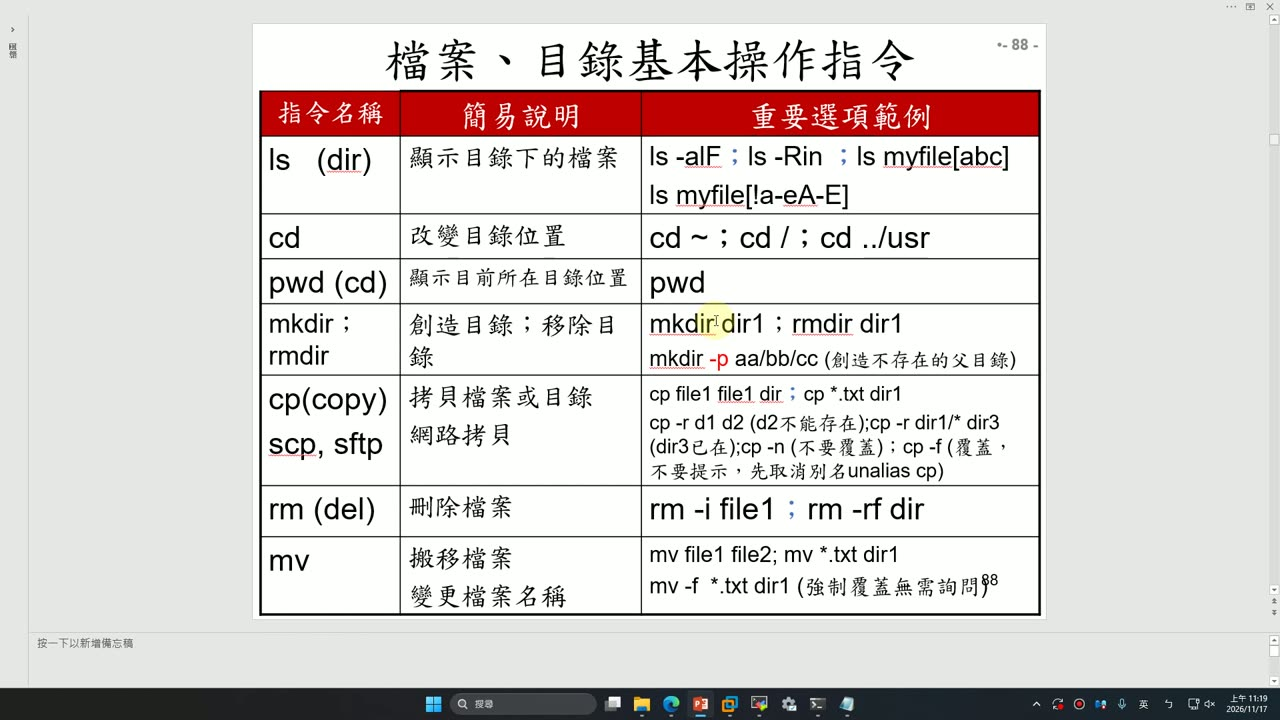 縮圖
•- 88 -
檔案、目錄基本操作指令
指令名稱 簡易說明 重要選項範例
ls (dir) 顯示目錄下的檔案 ls -alF；ls -Rin ；ls myfile[abc]
ls myfile[!a-eA-E]
cd 改變目錄位置 cd ~；cd /；cd ../usr
pwd (cd) 顯示目前所在目錄位置 pwd
mkdir； 創造目錄；移除目 mkdir dir1；rmdir dir1
rmdir 錄 mkdir -p aa/bb/cc (創造不存在的父目錄)
cp(copy) 拷貝檔案或目錄 cp file1 file1 dir；cp *.txt dir1
scp, sftp 網路拷貝 cp -r d1 d2 (d2不能存在);cp -r dir1/* dir3
(dir3已在);cp -n (不要覆蓋)；cp -f (覆蓋，
不要提示，先取消別名unalias cp)
rm (del) 刪除檔案 rm -i file1；rm -rf dir
mv 搬移檔案 mv file1 file2; mv *.txt dir1
變更檔案名稱 mv -f *.txt dir1 (強制覆蓋無需詢問)
88
按一下以新增備忘稿
搜尋
英
ㄅ
上午 11:19
2026/11/17